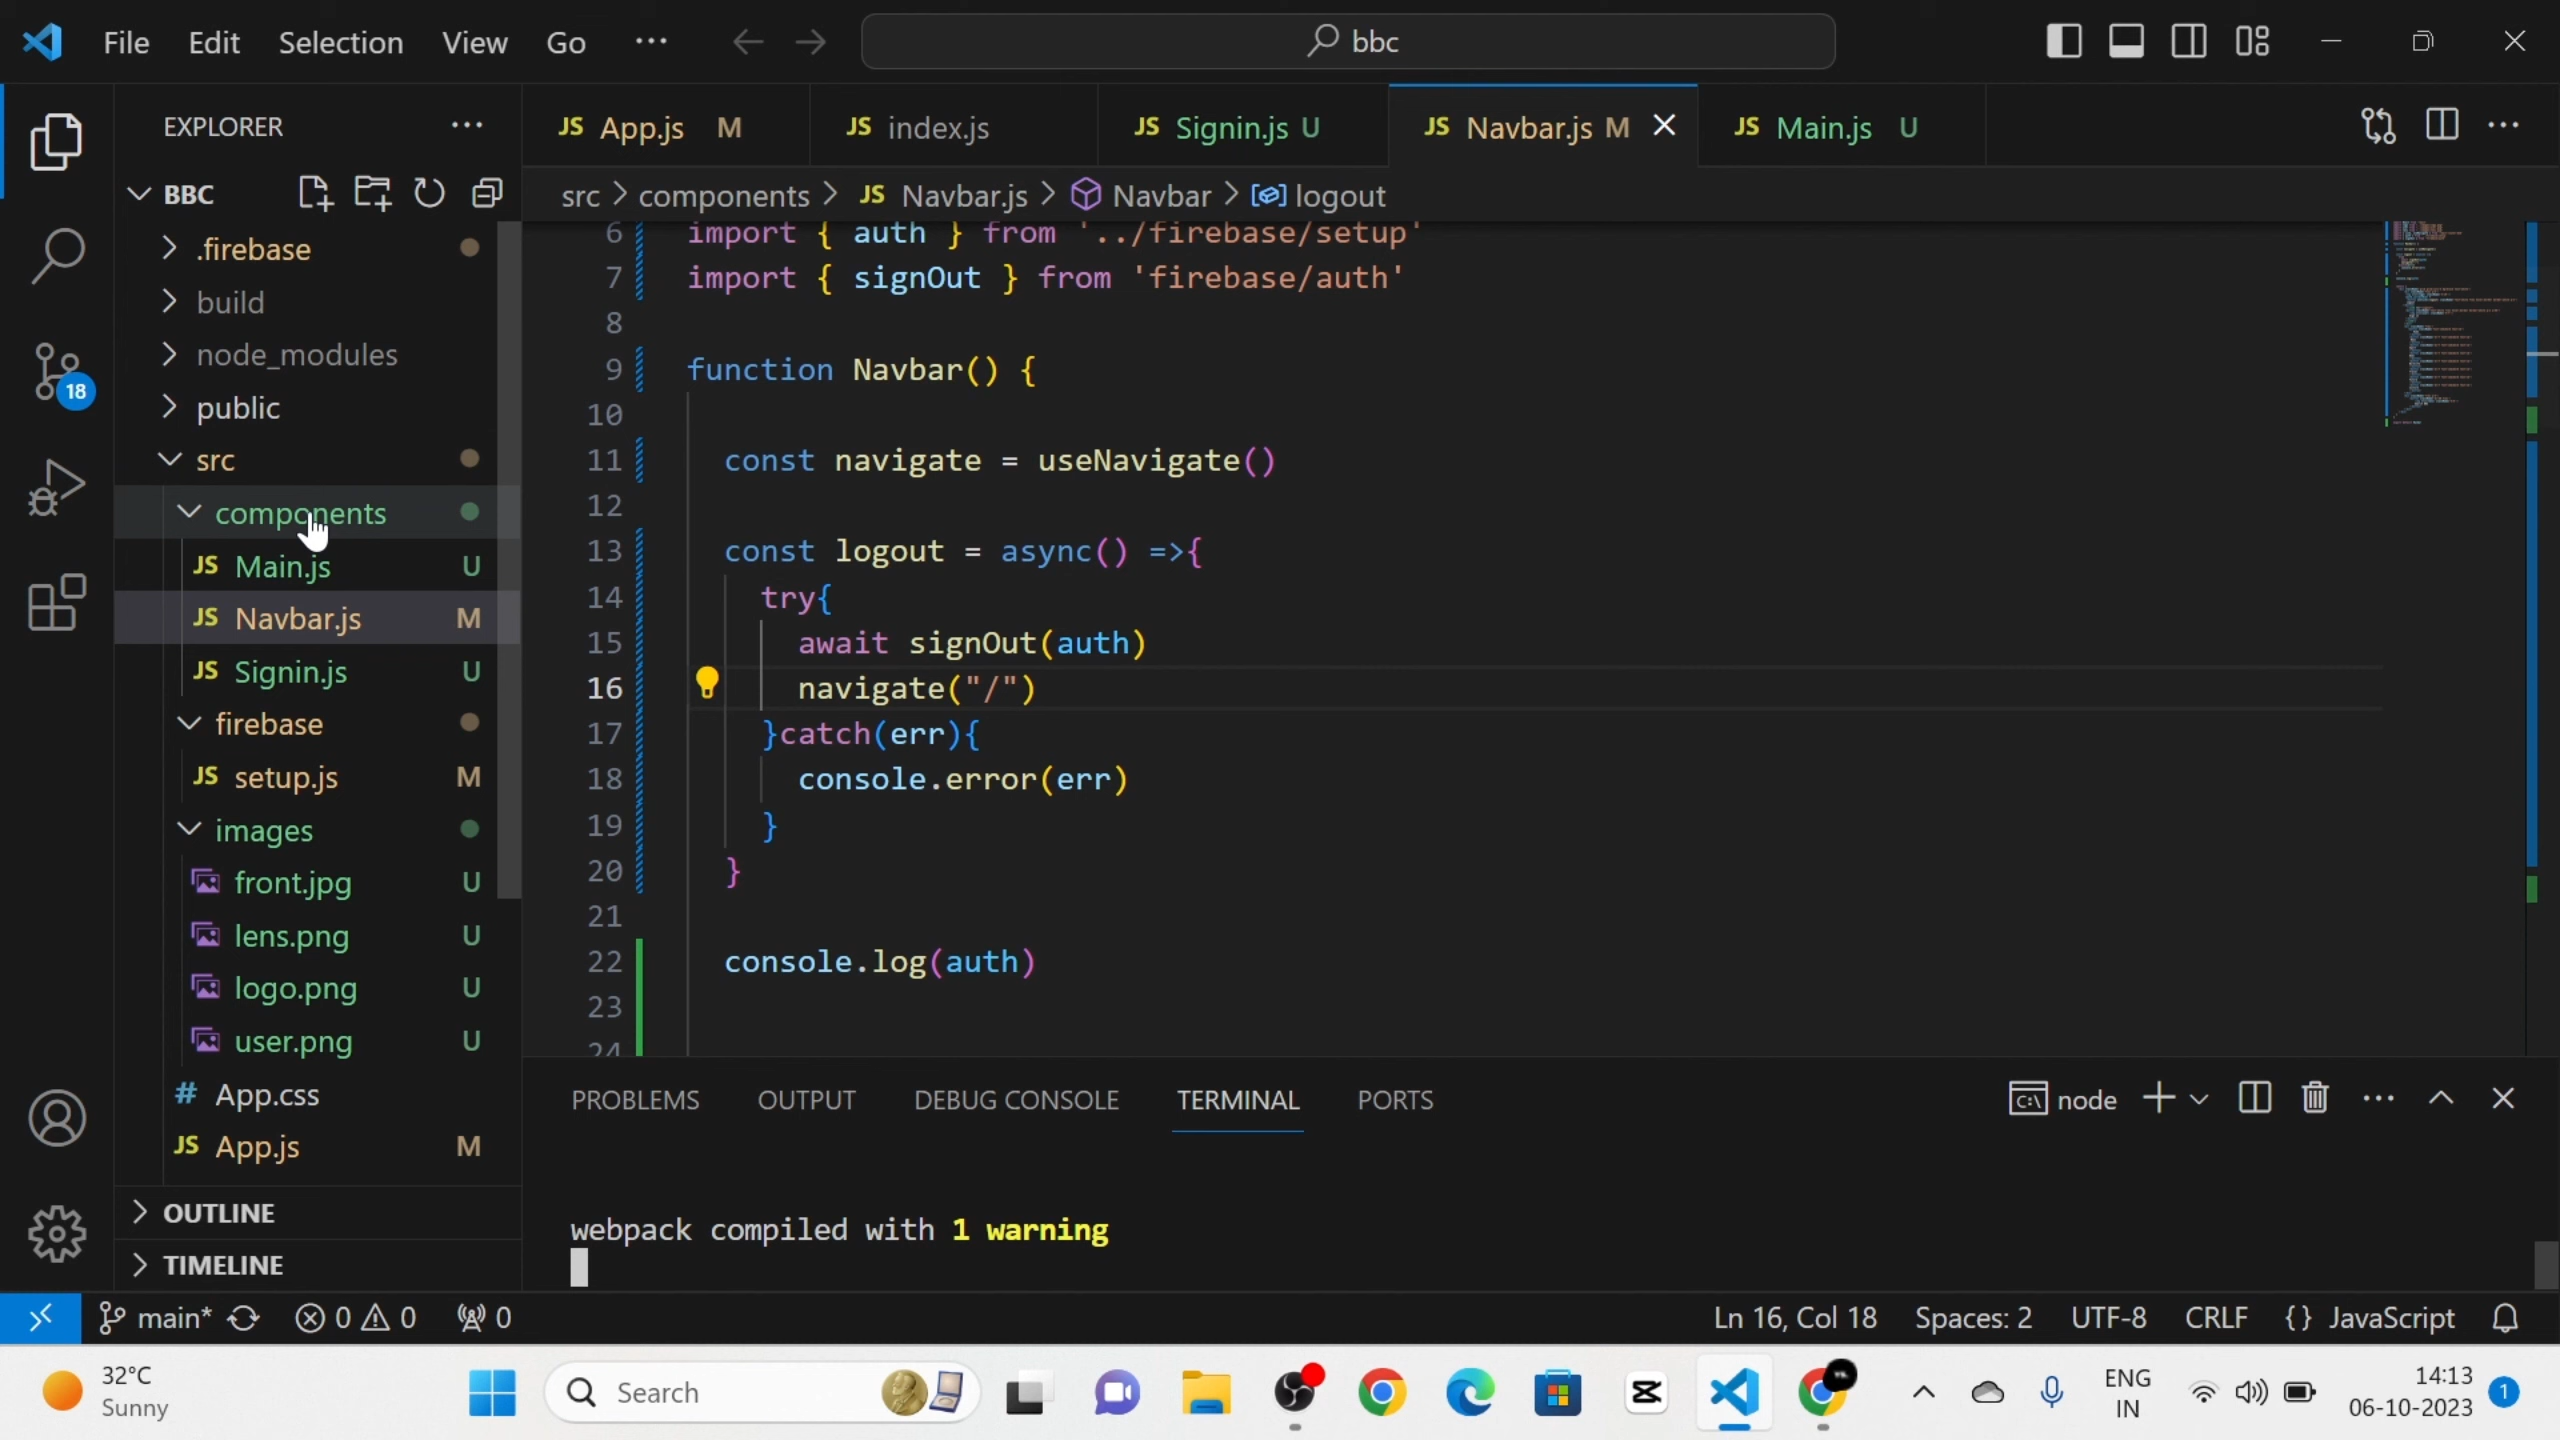 File Edit Selection View Go ··· bbc
EXPLORER ···
BBC
.firebase
build
node_modules
public
src
components
JS Main.js U
JS Navbar.js M
JS Signin.js U
firebase
JS setup.js M
images
front.jpg U
lens.png U
logo.png U
user.png U
# App.css
JS App.js M
OUTLINE
TIMELINE
18
JS App.js M JS index.js JS Signin.js U JS Navbar.js M JS Main.js U
src > components > JS Navbar.js > Navbar > logout
6 import { auth } from '../firebase/setup'
7 import { signOut } from 'firebase/auth'
8
9 function Navbar() {
10
11 const navigate = useNavigate()
12
13 const logout = async() =>{
14 try{
15 await signOut(auth)
16 navigate("/")
17 }catch(err){
18 console.error(err)
19 }
20 }
21
22 console.log(auth)
23
24
PROBLEMS OUTPUT DEBUG CONSOLE TERMINAL PORTS node
webpack compiled with 1 warning
main* 0 0 0 Ln 16, Col 18 Spaces: 2 UTF-8 CRLF {} JavaScript
32°C
Sunny
Search
ENG
IN
14:13
06-10-2023
1